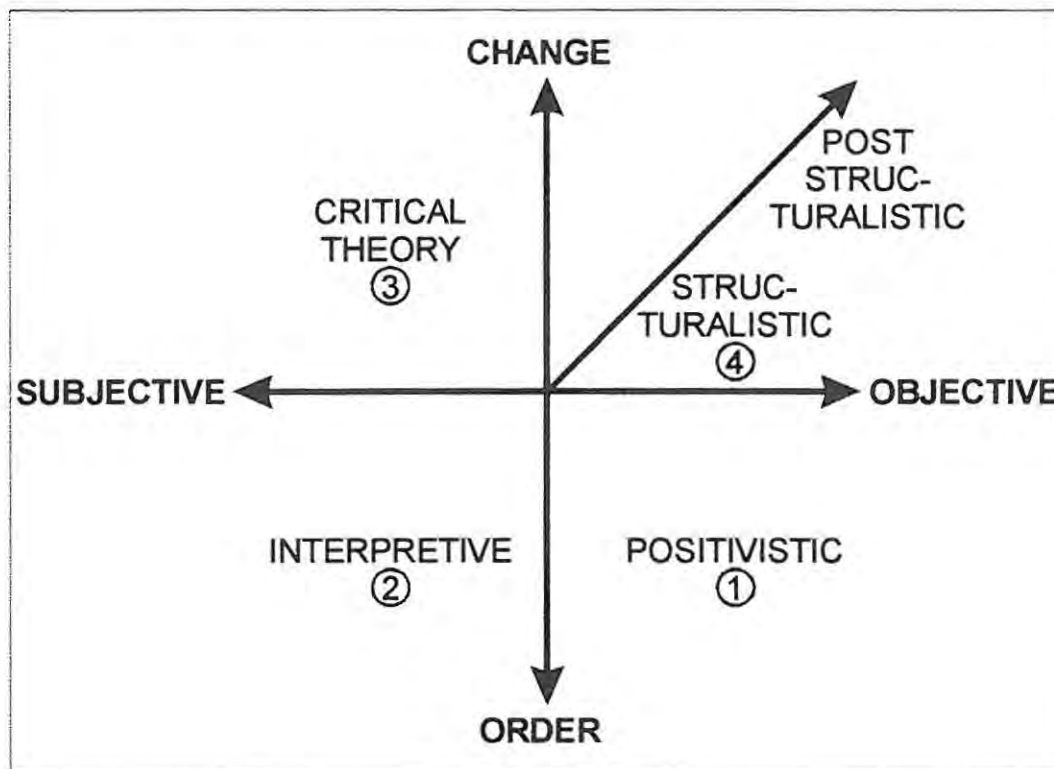 CHANGE
POST
STRUC-
TURALISTIC
CRITICAL
THEORY
③
STRUC-
TURALISTIC
④
SUBJECTIVE
OBJECTIVE
INTERPRETIVE
②
POSITIVISTIC
①
ORDER